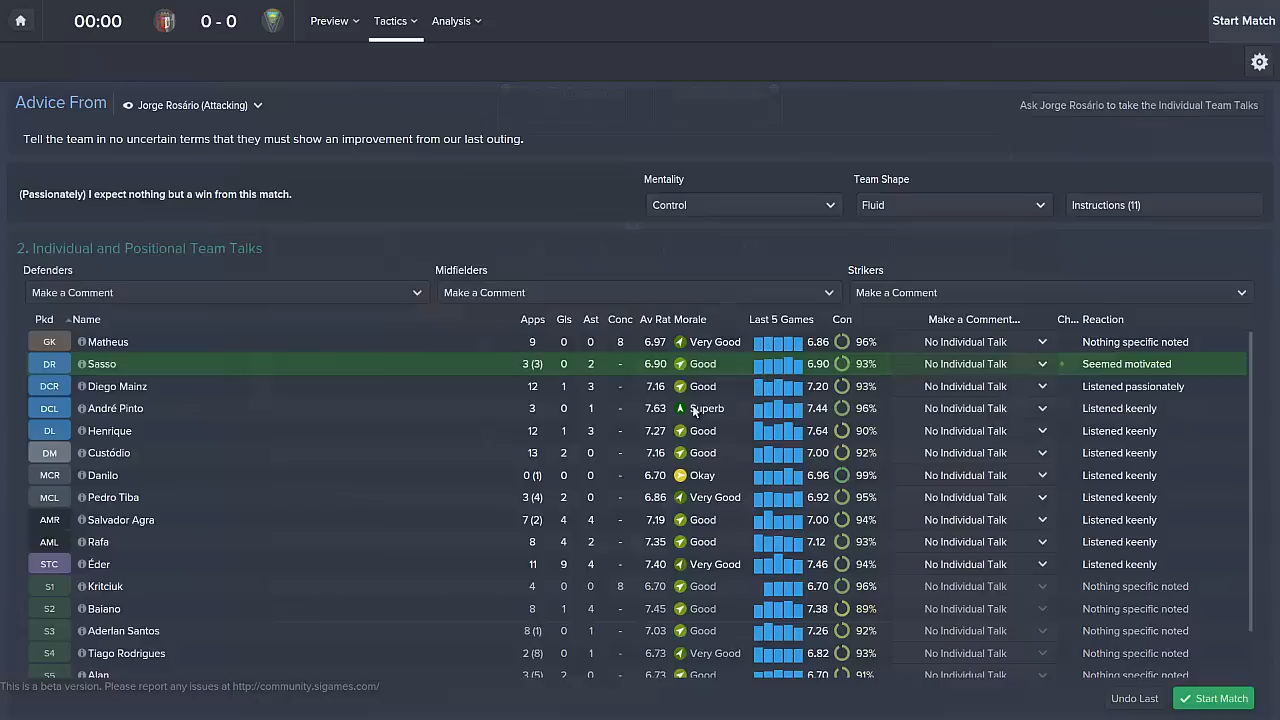 00:00 0 - 0 Preview Tactics Analysis Start Match
Advice From Jorge Rosário (Attacking) Ask Jorge Rosário to take the Individual Team Talks
Tell the team in no uncertain terms that they must show an improvement from our last outing.
Mentality Team Shape
(Passionately) I expect nothing but a win from this match. Control Fluid Instructions (11)
2. Individual and Positional Team Talks
Defenders Midfielders Strikers
Make a Comment Make a Comment Make a Comment
Pkd Name Apps Gls Ast Conc Av Rat Morale Last 5 Games Con Make a Comment... Ch... Reaction
GK Matheus 9 0 0 8 6.97 Very Good 6.86 96% No Individual Talk Nothing specific noted
DR Sasso 3 (3) 0 2 - 6.90 Good 6.90 93% No Individual Talk Seemed motivated
DCR Diego Mainz 12 1 3 - 7.16 Good 7.20 93% No Individual Talk Listened passionately
DCL André Pinto 3 0 1 - 7.63 Superb 7.44 96% No Individual Talk Listened keenly
DL Henrique 12 1 3 - 7.27 Good 7.64 90% No Individual Talk Listened keenly
DM Custódio 13 2 0 - 7.16 Good 7.00 92% No Individual Talk Listened keenly
MCR Danilo 0 (1) 0 0 - 6.70 Okay 6.96 99% No Individual Talk Listened keenly
MCL Pedro Tiba 3 (4) 2 0 - 6.86 Very Good 6.92 95% No Individual Talk Listened keenly
AMR Salvador Agra 7 (2) 4 4 - 7.19 Good 7.00 94% No Individual Talk Listened keenly
AML Rafa 8 4 2 - 7.35 Good 7.12 93% No Individual Talk Listened keenly
STC Éder 11 9 4 - 7.40 Very Good 7.46 94% No Individual Talk Listened keenly
S1 Kritciuk 4 0 0 8 6.70 Good 6.70 96% No Individual Talk Nothing specific noted
S2 Baiano 8 1 4 - 7.45 Good 7.38 89% No Individual Talk Nothing specific noted
S3 Aderlan Santos 8 (1) 0 1 - 7.03 Good 7.26 92% No Individual Talk Nothing specific noted
S4 Tiago Rodrigues 2 (8) 0 1 - 6.73 Very Good 6.82 93% No Individual Talk Nothing specific noted
S5 Alan 3 (5) 2 0 - 6.73 Good 6.70 91% No Individual Talk Nothing specific noted
This is a beta version. Please report any issues at http://community.sigames.com/
Undo Last Start Match